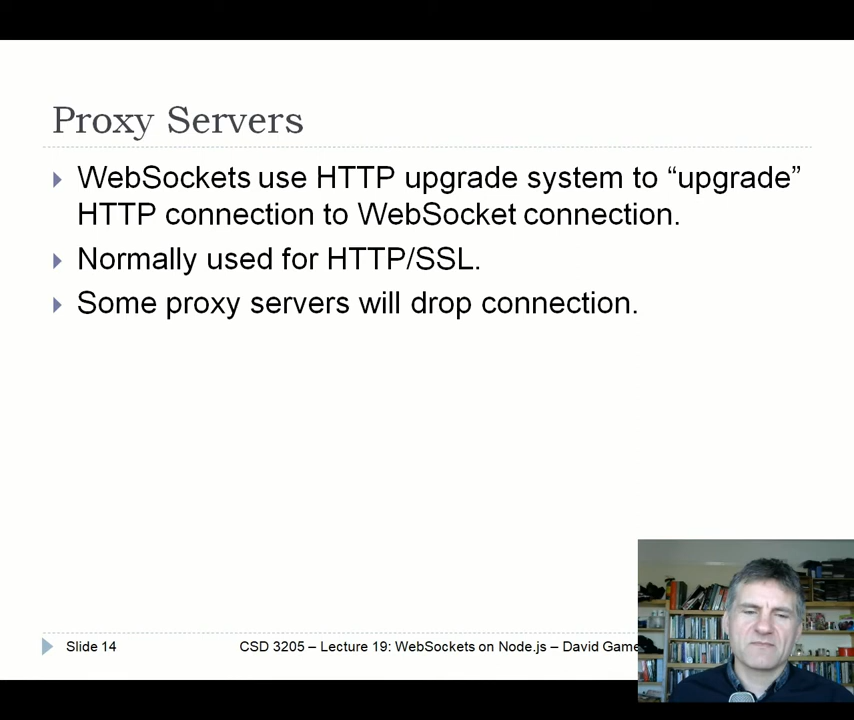 Proxy Servers
WebSockets use HTTP upgrade system to “upgrade”
HTTP connection to WebSocket connection.
Normally used for HTTP/SSL.
Some proxy servers will drop connection.
Slide 14
CSD 3205 – Lecture 19: WebSockets on Node.js – David